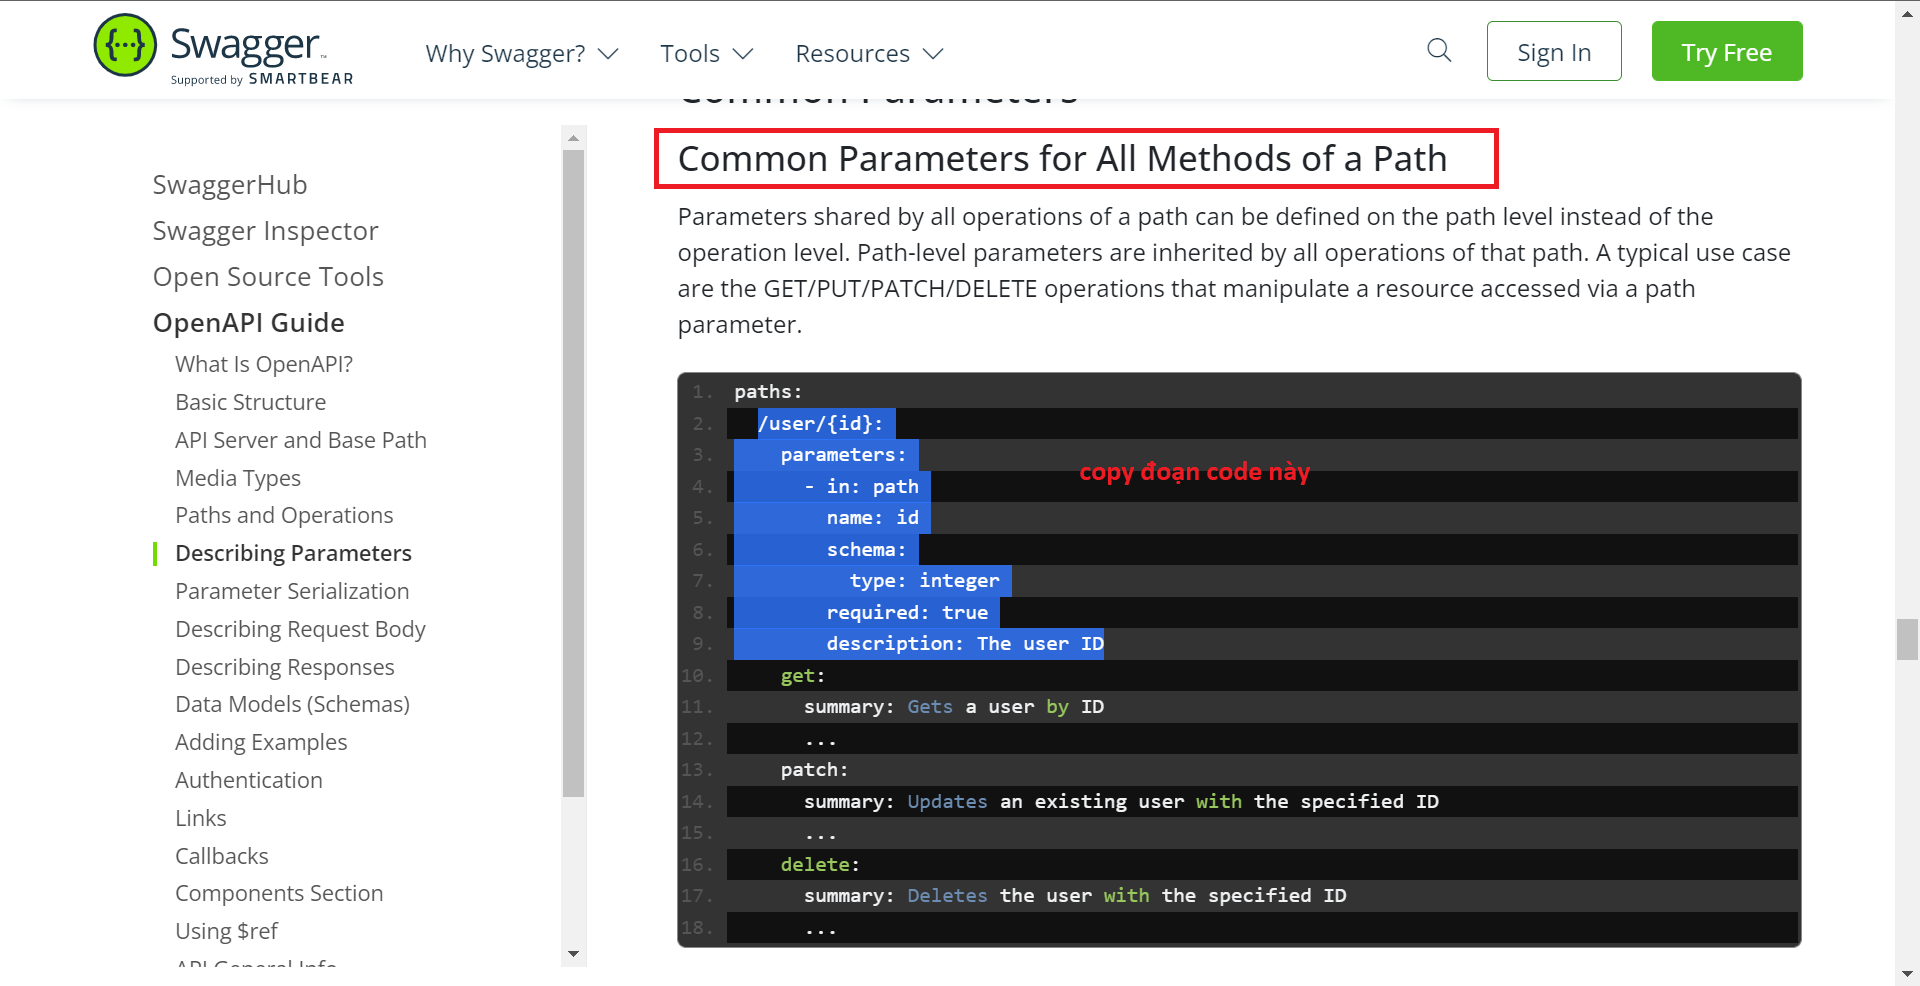 Swagger™
Supported by SMARTBEAR
Why Swagger?
Tools
Resources
Sign In
Try Free
SwaggerHub
Swagger Inspector
Open Source Tools
OpenAPI Guide
What Is OpenAPI?
Basic Structure
API Server and Base Path
Media Types
Paths and Operations
Describing Parameters
Parameter Serialization
Describing Request Body
Describing Responses
Data Models (Schemas)
Adding Examples
Authentication
Links
Callbacks
Components Section
Using $ref
API General Info
Common Parameters
Common Parameters for All Methods of a Path
Parameters shared by all operations of a path can be defined on the path level instead of the
operation level. Path-level parameters are inherited by all operations of that path. A typical use case
are the GET/PUT/PATCH/DELETE operations that manipulate a resource accessed via a path
parameter.
1. paths:
2.   /user/{id}:
3.     parameters:
4.       - in: path
5.         name: id
6.         schema:
7.           type: integer
8.         required: true
9.         description: The user ID
10.     get:
11.       summary: Gets a user by ID
12.       ...
13.     patch:
14.       summary: Updates an existing user with the specified ID
15.       ...
16.     delete:
17.       summary: Deletes the user with the specified ID
18.       ...
copy đoạn code này